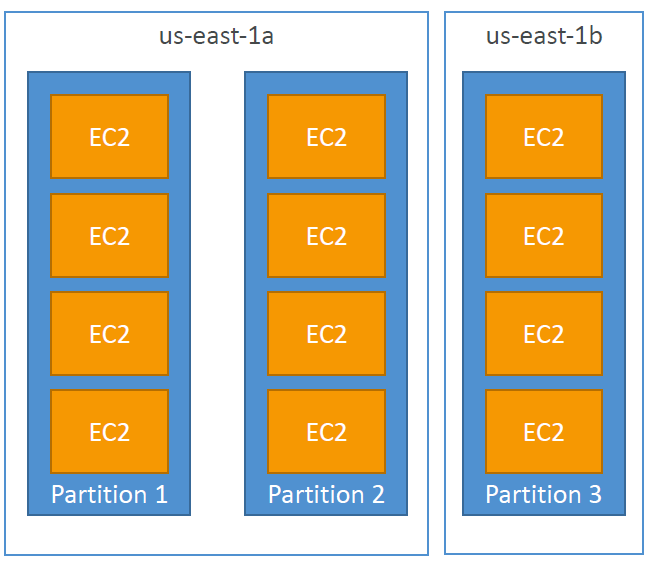 us-east-1a
us-east-1b
EC2
EC2
EC2
EC2
Partition 1
EC2
EC2
EC2
EC2
Partition 2
EC2
EC2
EC2
EC2
Partition 3